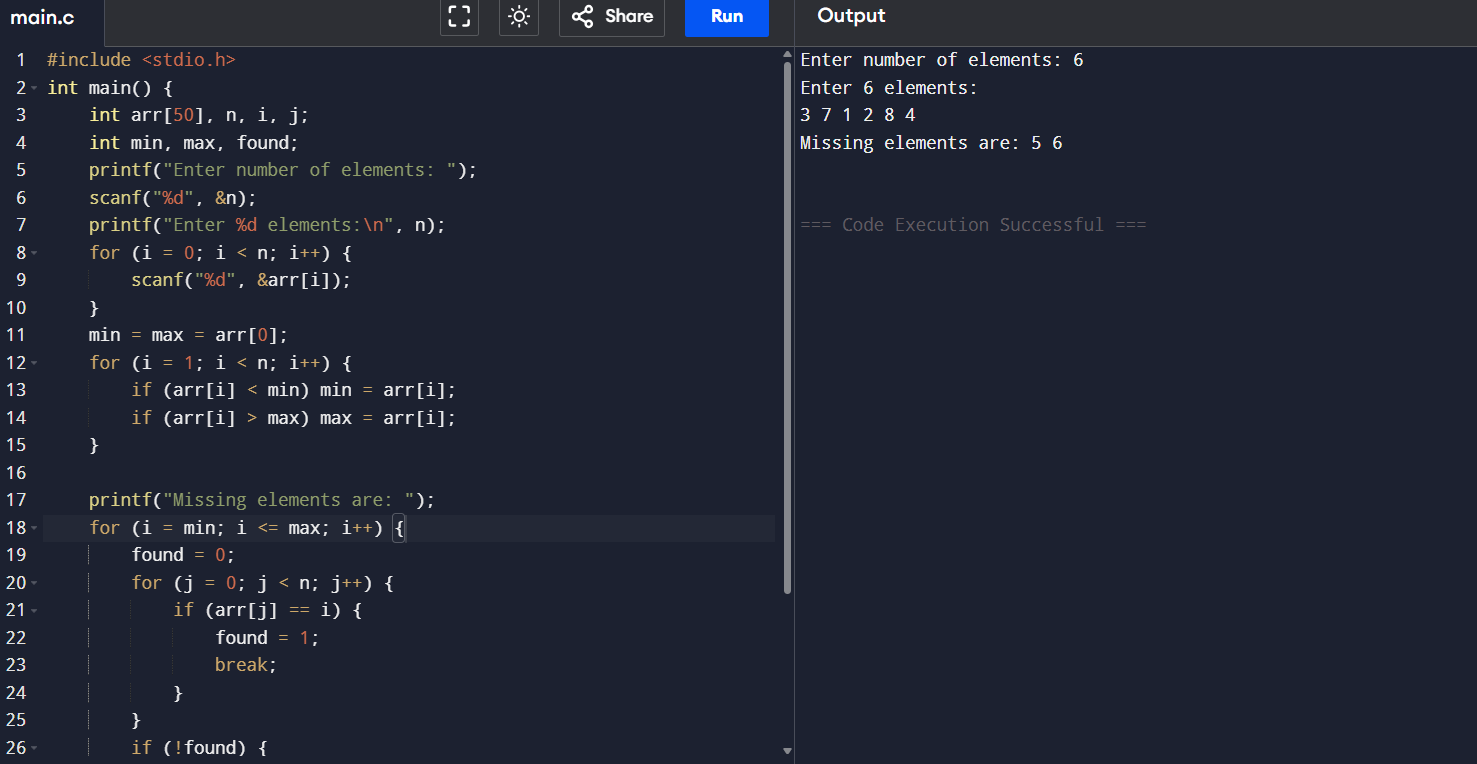 main.c Share Run Output
1 #include <stdio.h>
2 int main() {
3     int arr[50], n, i, j;
4     int min, max, found;
5     printf("Enter number of elements: ");
6     scanf("%d", &n);
7     printf("Enter %d elements:\n", n);
8     for (i = 0; i < n; i++) {
9         scanf("%d", &arr[i]);
10     }
11     min = max = arr[0];
12     for (i = 1; i < n; i++) {
13         if (arr[i] < min) min = arr[i];
14         if (arr[i] > max) max = arr[i];
15     }
16
17     printf("Missing elements are: ");
18     for (i = min; i <= max; i++) {
19         found = 0;
20         for (j = 0; j < n; j++) {
21             if (arr[j] == i) {
22                 found = 1;
23                 break;
24             }
25         }
26         if (!found) {
Enter number of elements: 6
Enter 6 elements:
3 7 1 2 8 4
Missing elements are: 5 6
=== Code Execution Successful ===